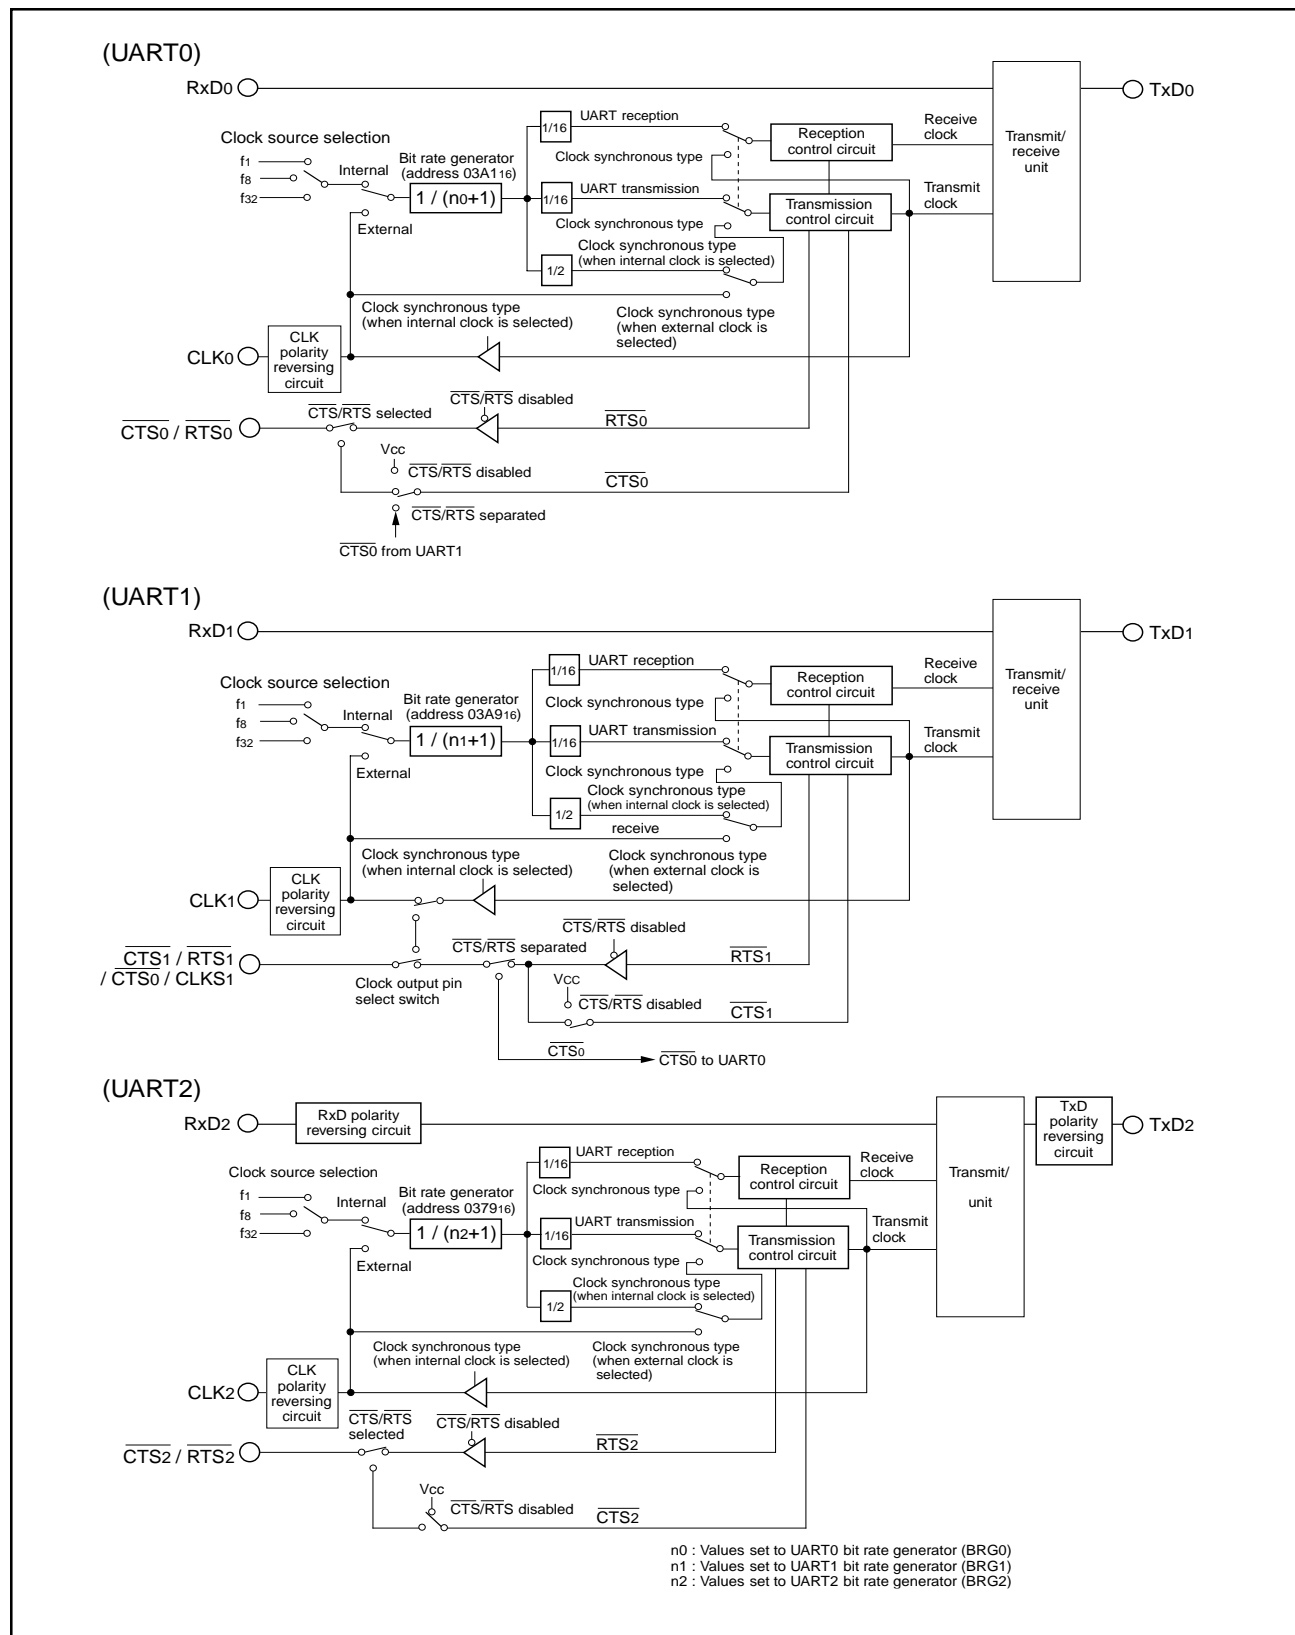 (UART0)
RxD0
TxD0
Clock source selection
f1
f8
f32
Internal
External
Bit rate generator
(address 03A116)
1 / (n0+1)
1/16
UART reception
Clock synchronous type
1/16
UART transmission
Clock synchronous type
1/2
Clock synchronous type
(when internal clock is selected)
Reception
control circuit
Transmission
control circuit
Receive
clock
Transmit
clock
Transmit/
receive
unit
Clock synchronous type
(when internal clock is selected)
Clock synchronous type
(when external clock is
selected)
CLK0
CLK
polarity
reversing
circuit
CTS0 / RTS0
CTS/RTS selected
CTS/RTS disabled
RTS0
Vcc
CTS/RTS disabled
CTS0
CTS/RTS separated
CTS0 from UART1
(UART1)
RxD1
TxD1
Clock source selection
f1
f8
f32
Internal
External
Bit rate generator
(address 03A916)
1 / (n1+1)
1/16
UART reception
Clock synchronous type
1/16
UART transmission
Clock synchronous type
1/2
Clock synchronous type
(when internal clock is selected)
receive
Reception
control circuit
Transmission
control circuit
Receive
clock
Transmit
clock
Transmit/
receive
unit
Clock synchronous type
(when internal clock is selected)
Clock synchronous type
(when external clock is
selected)
CLK1
CLK
polarity
reversing
circuit
CTS1 / RTS1
/ CTS0 / CLKS1
Clock output pin
select switch
CTS/RTS separated
CTS/RTS disabled
RTS1
VCC
CTS/RTS disabled
CTS1
CTS0
CTS0 to UART0
(UART2)
RxD2
RxD polarity
reversing circuit
TxD
polarity
reversing
circuit
TxD2
Clock source selection
f1
f8
f32
Internal
External
Bit rate generator
(address 037916)
1 / (n2+1)
1/16
UART reception
Clock synchronous type
1/16
UART transmission
Clock synchronous type
1/2
Clock synchronous type
(when internal clock is selected)
Reception
control circuit
Transmission
control circuit
Receive
clock
Transmit
clock
Transmit/
unit
Clock synchronous type
(when internal clock is selected)
Clock synchronous type
(when external clock is
selected)
CLK2
CLK
polarity
reversing
circuit
CTS2 / RTS2
CTS/RTS
selected
CTS/RTS disabled
RTS2
Vcc
CTS/RTS disabled
CTS2
n0 : Values set to UART0 bit rate generator (BRG0)
n1 : Values set to UART1 bit rate generator (BRG1)
n2 : Values set to UART2 bit rate generator (BRG2)